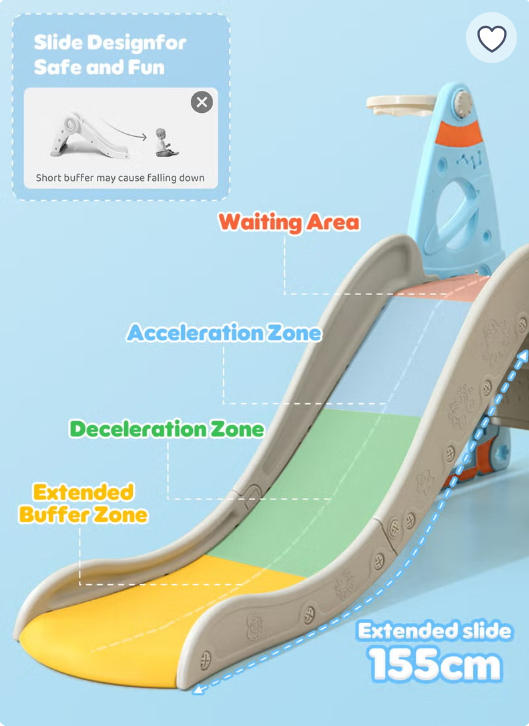 Slide Designfor
Safe and Fun
Short buffer may cause falling down
Waiting Area
Acceleration Zone
Deceleration Zone
Extended
Buffer Zone
Extended slide
155cm